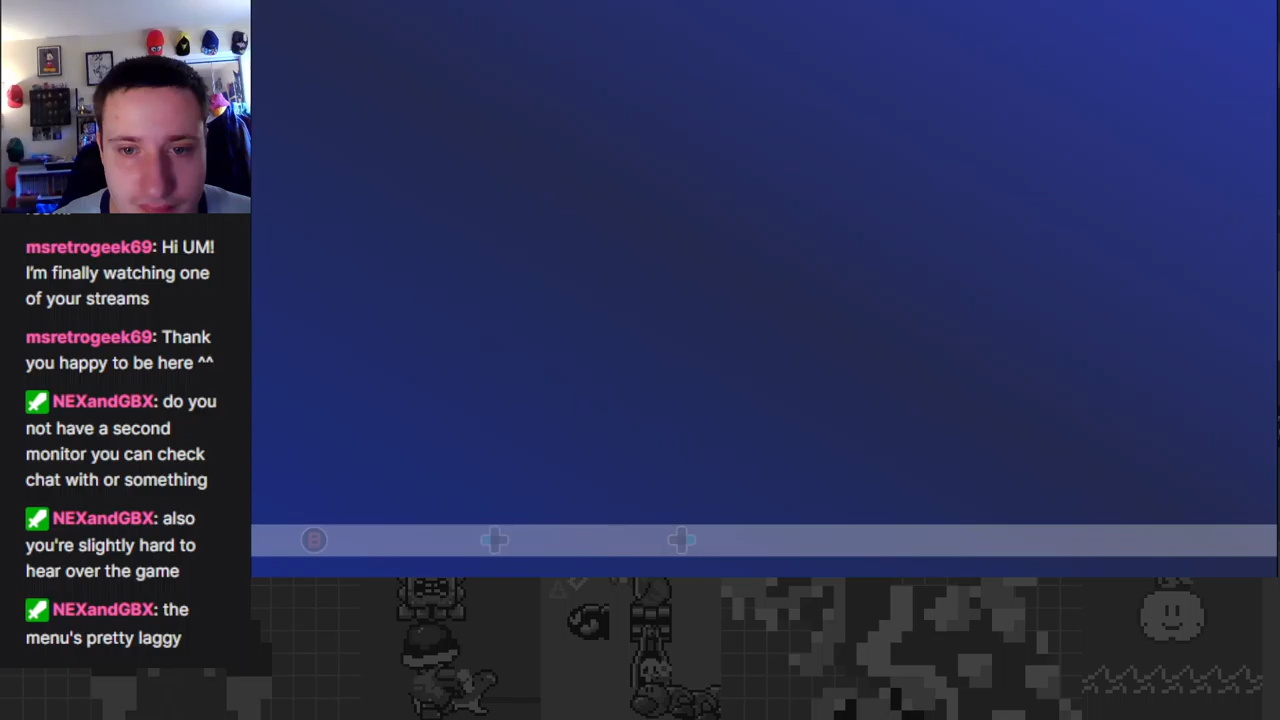 msretrogeek69: Hi UM!
I'm finally watching one
of your streams
msretrogeek69: Thank
you happy to be here ^^
NEXandGBX: do you
not have a second
monitor you can check
chat with or something
NEXandGBX: also
you're slightly hard to
hear over the game
NEXandGBX: the
menu's pretty laggy
B